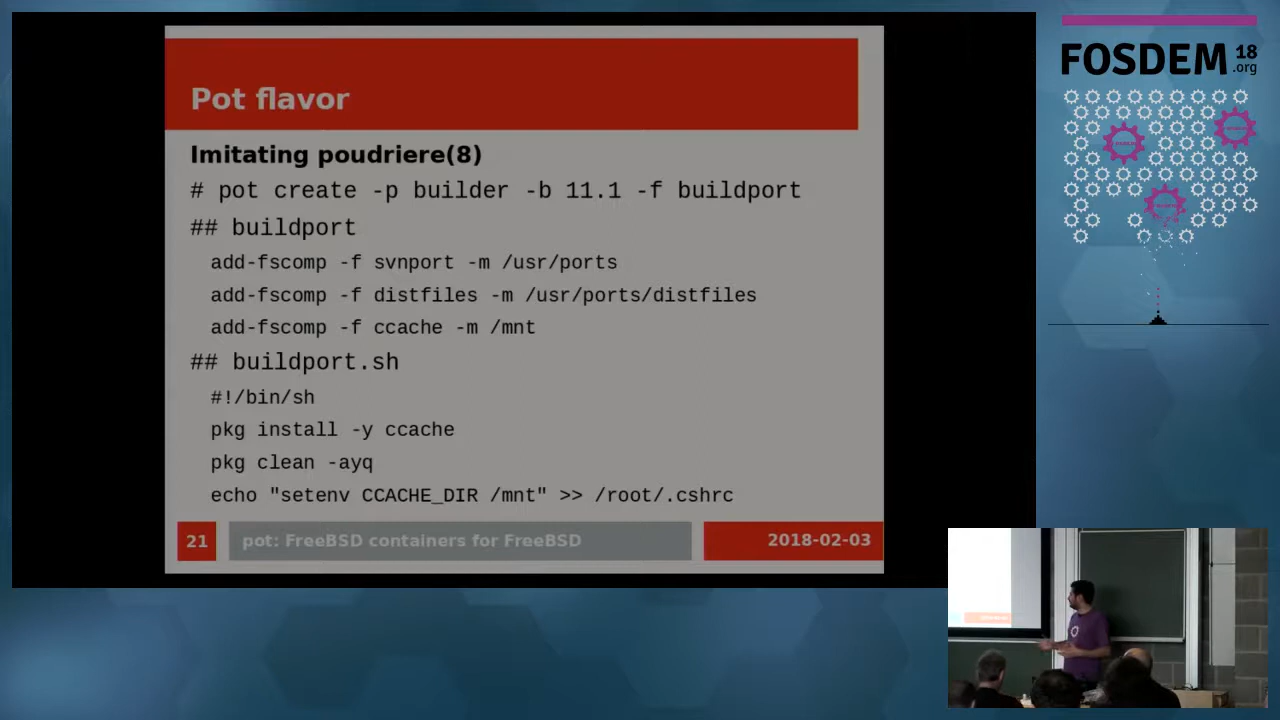 Pot flavor
Imitating poudriere(8)
# pot create -p builder -b 11.1 -f buildport
## buildport
add-fscomp -f svnport -m /usr/ports
add-fscomp -f distfiles -m /usr/ports/distfiles
add-fscomp -f ccache -m /mnt
## buildport.sh
#!/bin/sh
pkg install -y ccache
pkg clean -ayq
echo "setenv CCACHE_DIR /mnt" >> /root/.cshrc
21
pot: FreeBSD containers for FreeBSD
2018-02-03
FOSDEM 18
.org